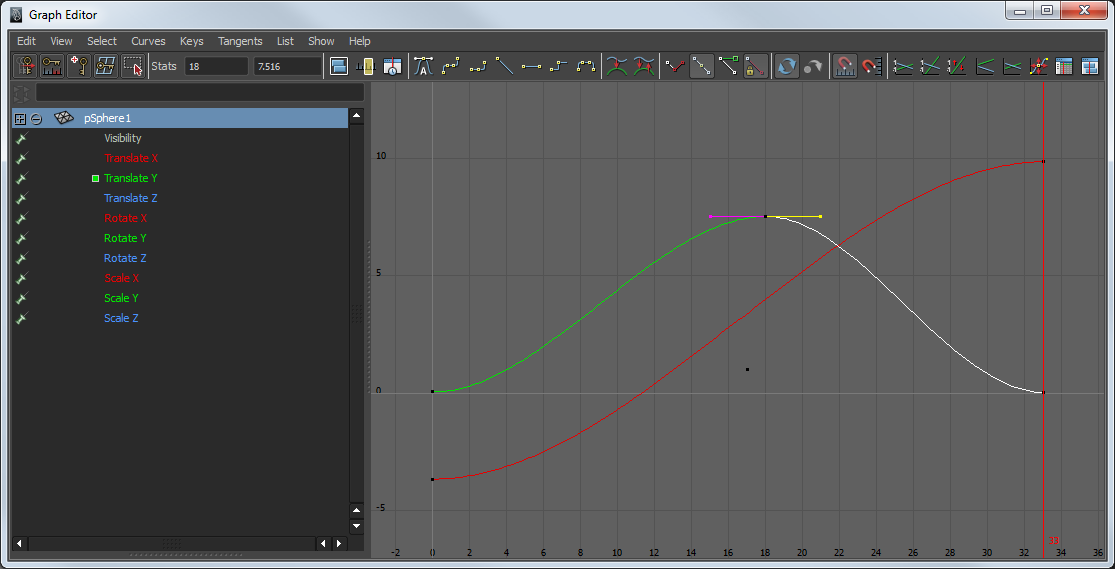 Graph Editor
Edit View Select Curves Keys Tangents List Show Help
Stats 18 7.516
pSphere1
Visibility
Translate X
Translate Y
Translate Z
Rotate X
Rotate Y
Rotate Z
Scale X
Scale Y
Scale Z
10
5
0
-5
-2 0 2 4 6 8 10 12 14 16 18 20 22 24 26 28 30 32 34 36
33